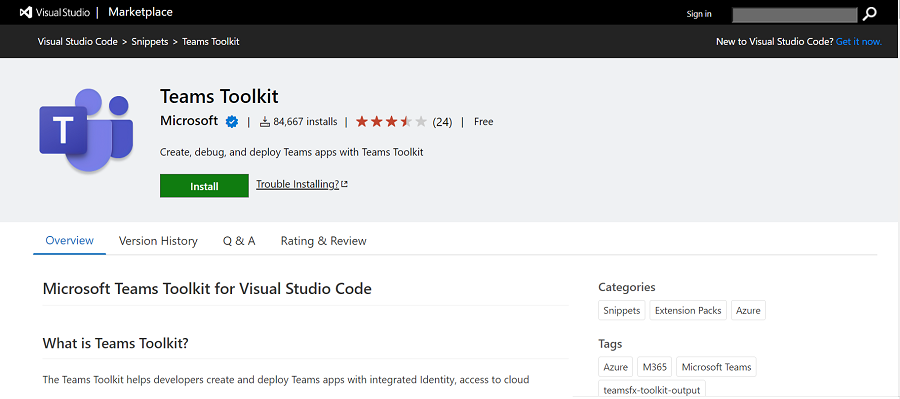 Visual Studio | Marketplace Sign in
Visual Studio Code > Snippets > Teams Toolkit New to Visual Studio Code? Get it now.
T
Teams Toolkit
Microsoft | 84,667 installs | (24) | Free
Create, debug, and deploy Teams apps with Teams Toolkit
Install Trouble Installing?
Overview Version History Q & A Rating & Review
Microsoft Teams Toolkit for Visual Studio Code
What is Teams Toolkit?
The Teams Toolkit helps developers create and deploy Teams apps with integrated Identity, access to cloud
Categories
Snippets Extension Packs Azure
Tags
Azure M365 Microsoft Teams
teamsfx-toolkit-output